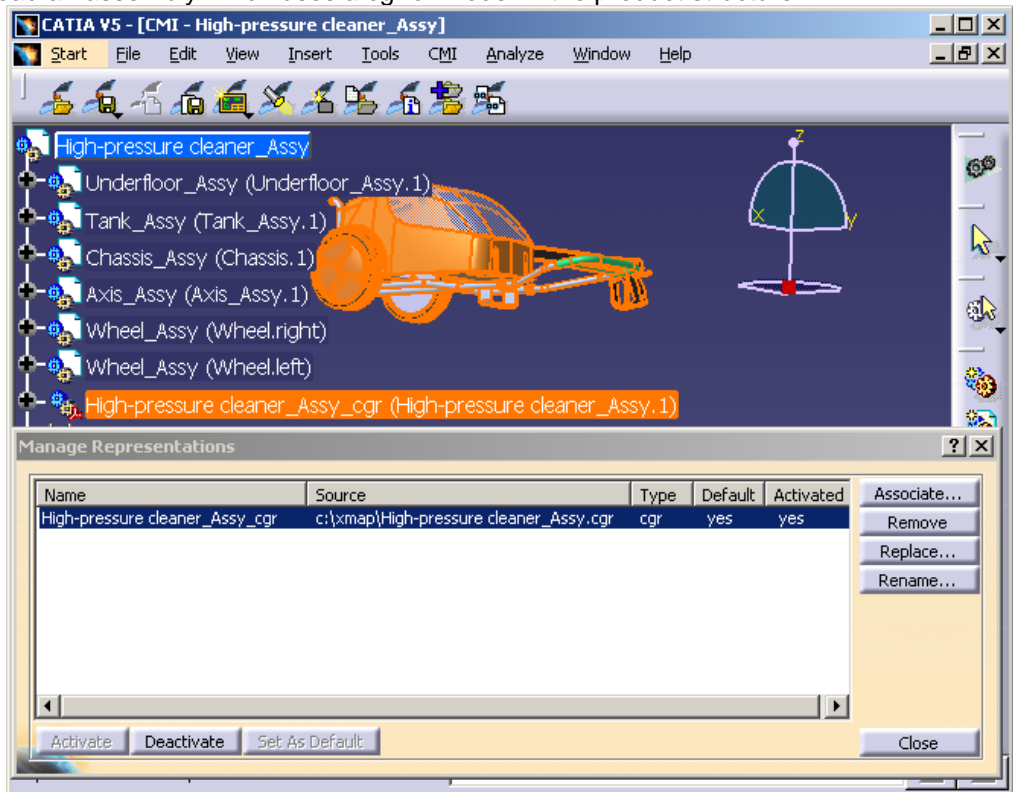 CATIA V5 - [CMI - High-pressure cleaner_Assy]
Start File Edit View Insert Tools CMI Analyze Window Help
High-pressure cleaner_Assy
z
Underfloor_Assy (Underfloor_Assy.1)
Tank_Assy (Tank_Assy.1)
x y
Chassis_Assy (Chassis.1)
Axis_Assy (Axis_Assy.1)
Wheel_Assy (Wheel.right)
Wheel_Assy (Wheel.left)
High-pressure cleaner_Assy_cgr (High-pressure cleaner_Assy.1)
Manage Representations
Name Source Type Default Activated Associate...
High-pressure cleaner_Assy_cgr c:\xmap\High-pressure cleaner_Assy.cgr cgr yes yes Remove
Replace...
Rename...
Activate Deactivate Set As Default Close